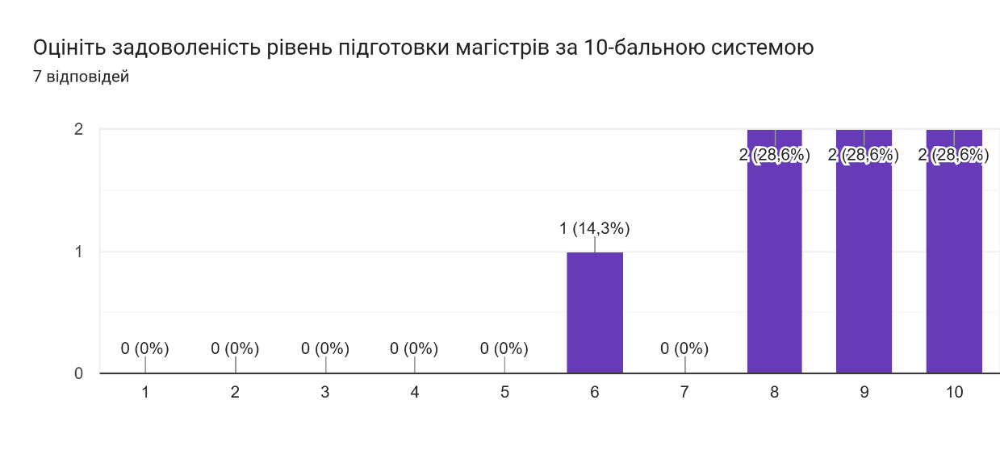 Оцініть задоволеність рівень підготовки магістрів за 10-бальною системою
7 відповідей
2
2 (28,6%) 2 (28,6%) 2 (28,6%)
1 (14,3%)
1
0 (0%) 0 (0%) 0 (0%) 0 (0%) 0 (0%) 0 (0%)
0
1 2 3 4 5 6 7 8 9 10